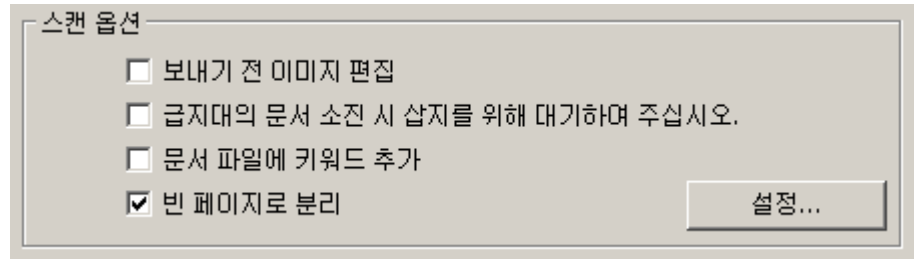 스캔 옵션
보내기 전 이미지 편집
급지대의 문서 소진 시 삽지를 위해 대기하며 주십시오.
문서 파일에 키워드 추가
빈 페이지로 분리
설정...